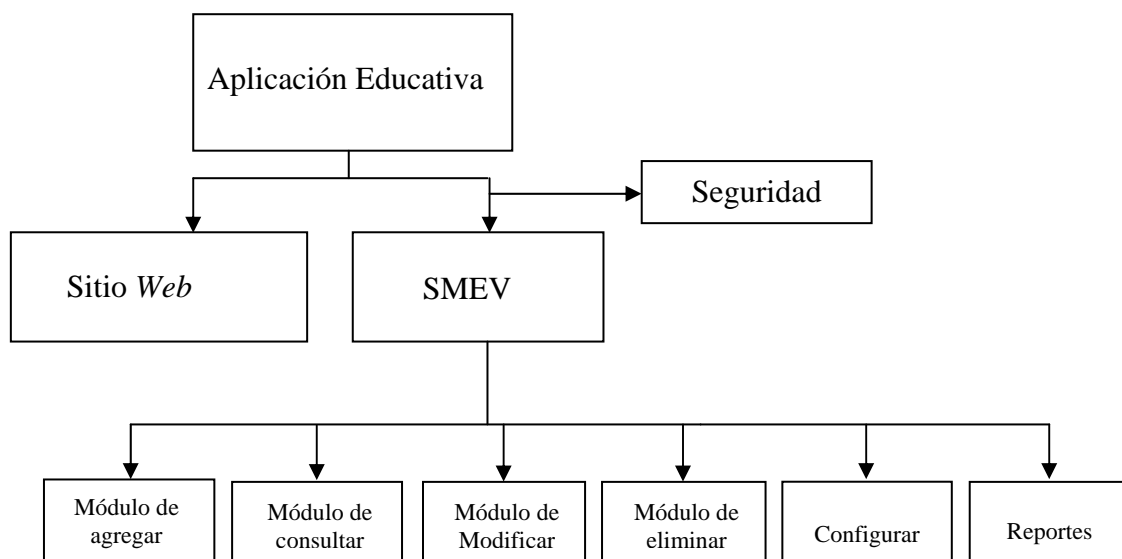 Aplicación Educativa
Seguridad
Sitio Web
SMEV
Módulo de
agregar
Módulo de
consultar
Módulo de
Modificar
Módulo de
eliminar
Configurar
Reportes